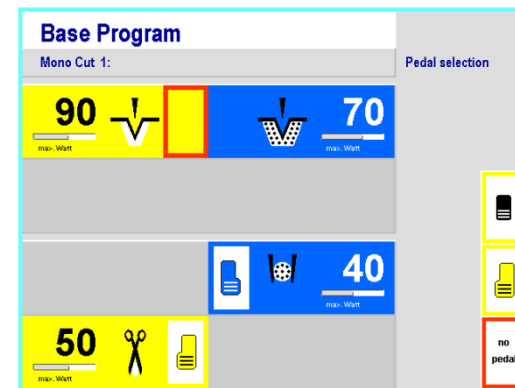 Base Program
Mono Cut 1:
Pedal selection
90
max. Watt
70
max. Watt
40
max. Watt
50
max. Watt
no
pedal